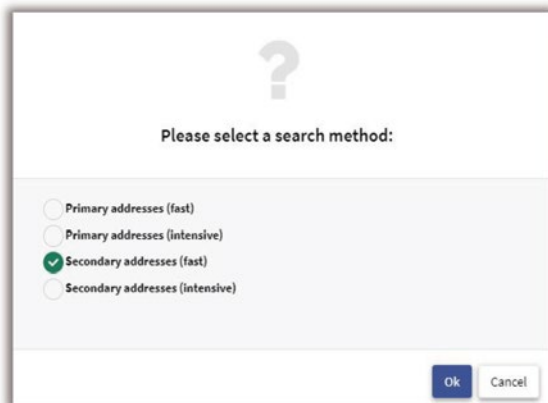 ?
Please select a search method:
Primary addresses (fast)
Primary addresses (intensive)
Secondary addresses (fast)
Secondary addresses (intensive)
Ok Cancel